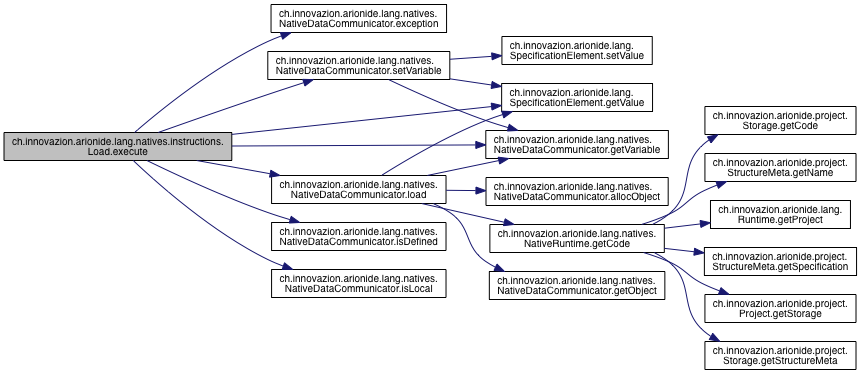 ch.innovazion.arionide.lang.natives.instructions.
Load.execute
ch.innovazion.arionide.lang.natives.
NativeDataCommunicator.exception
ch.innovazion.arionide.lang.natives.
NativeDataCommunicator.setVariable
ch.innovazion.arionide.lang.natives.
NativeDataCommunicator.load
ch.innovazion.arionide.lang.natives.
NativeDataCommunicator.isDefined
ch.innovazion.arionide.lang.natives.
NativeDataCommunicator.isLocal
ch.innovazion.arionide.lang.
SpecificationElement.setValue
ch.innovazion.arionide.lang.
SpecificationElement.getValue
ch.innovazion.arionide.lang.natives.
NativeDataCommunicator.getVariable
ch.innovazion.arionide.lang.natives.
NativeDataCommunicator.allocObject
ch.innovazion.arionide.lang.natives.
NativeRuntime.getCode
ch.innovazion.arionide.lang.natives.
NativeDataCommunicator.getObject
ch.innovazion.arionide.project.
Storage.getCode
ch.innovazion.arionide.project.
StructureMeta.getName
ch.innovazion.arionide.lang.
Runtime.getProject
ch.innovazion.arionide.project.
StructureMeta.getSpecification
ch.innovazion.arionide.project.
Project.getStorage
ch.innovazion.arionide.project.
Storage.getStructureMeta